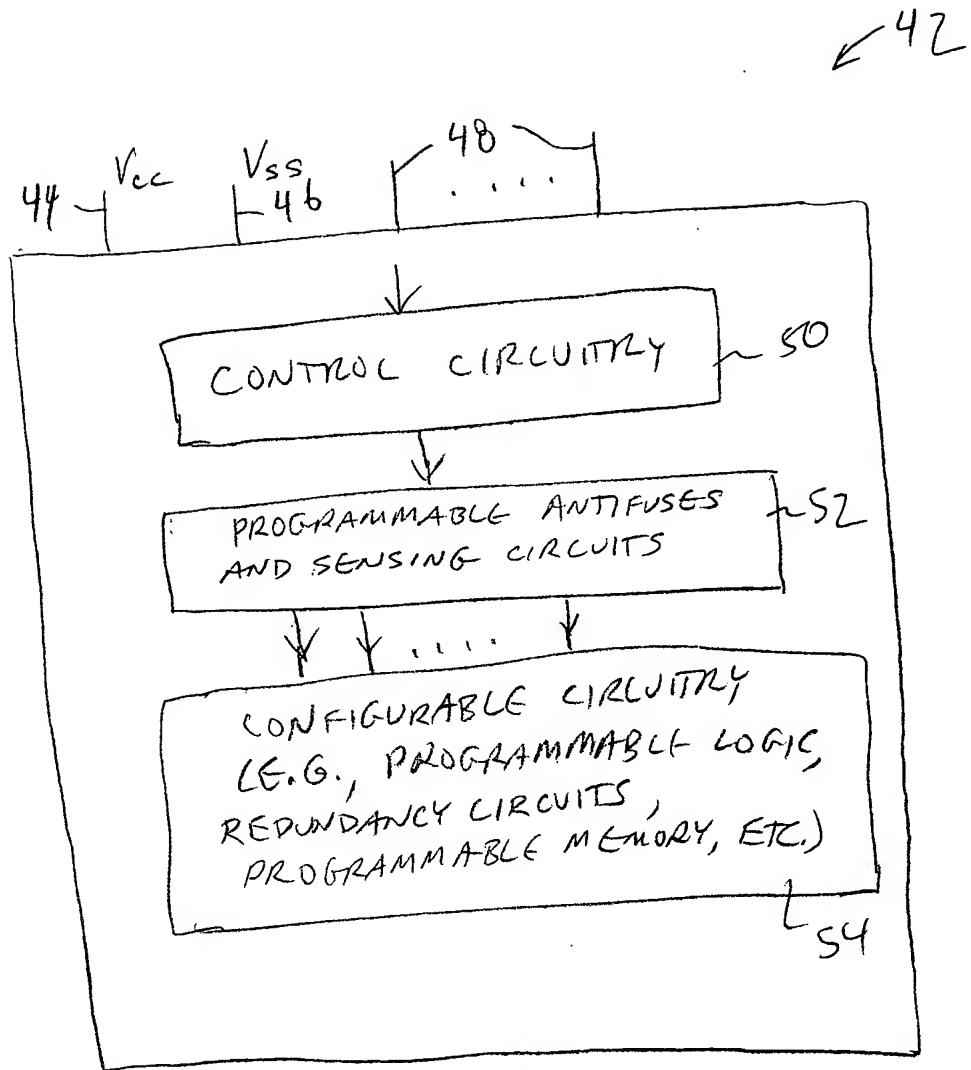 42
48
Vcc
Vss
44
46
....
CONTROL CIRCUITRY
50
PROGRAMMABLE ANTIFUSES
AND SENSING CIRCUITS
52
....
CONFIGURABLE CIRCUITRY
(E.G., PROGRAMMABLE LOGIC,
REDUNDANCY CIRCUITS,
PROGRAMMABLE MEMORY, ETC.)
54